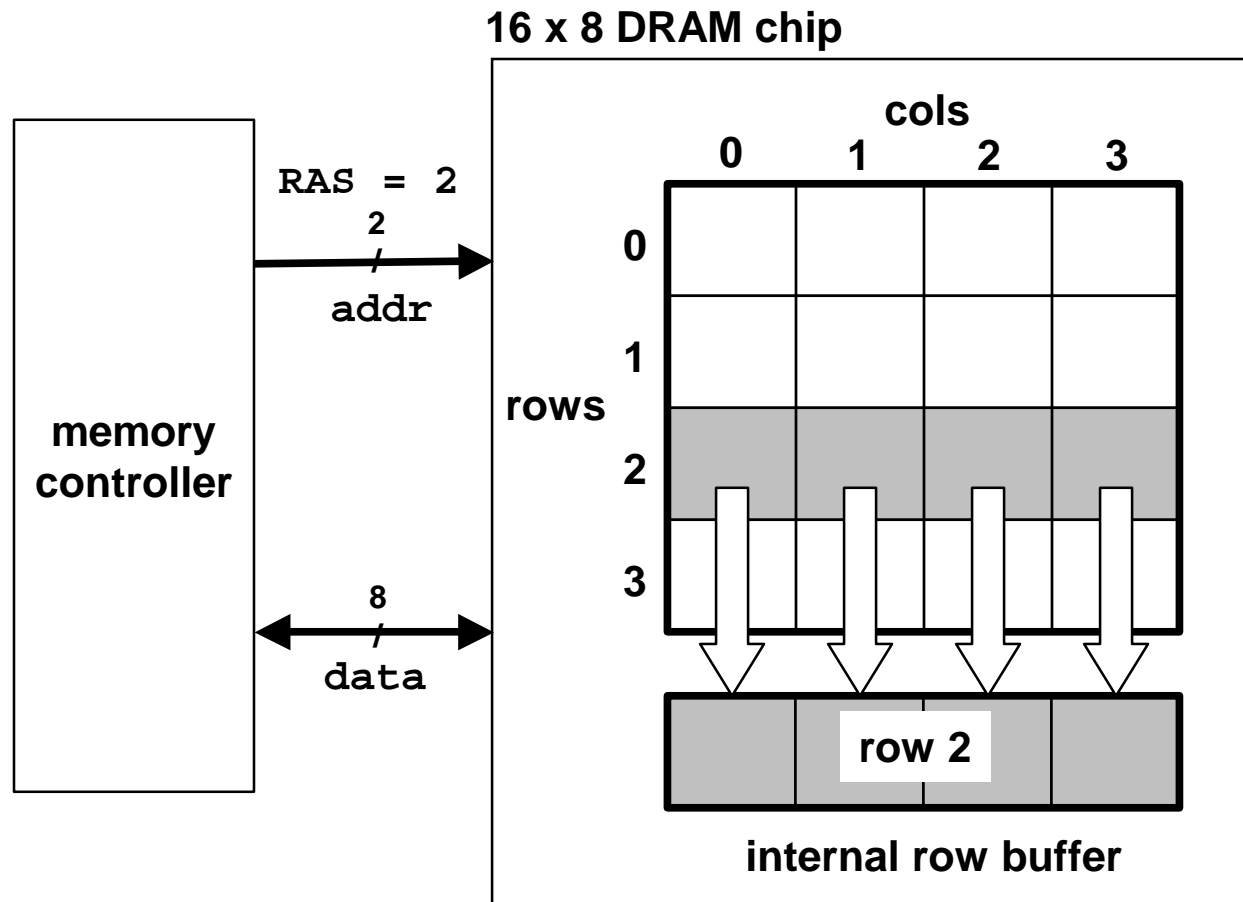 16 x 8 DRAM chip
cols
0 1 2 3
RAS = 2
2
/
addr
0
1
rows
memory
controller
2
3
8
/
data
row 2
internal row buffer